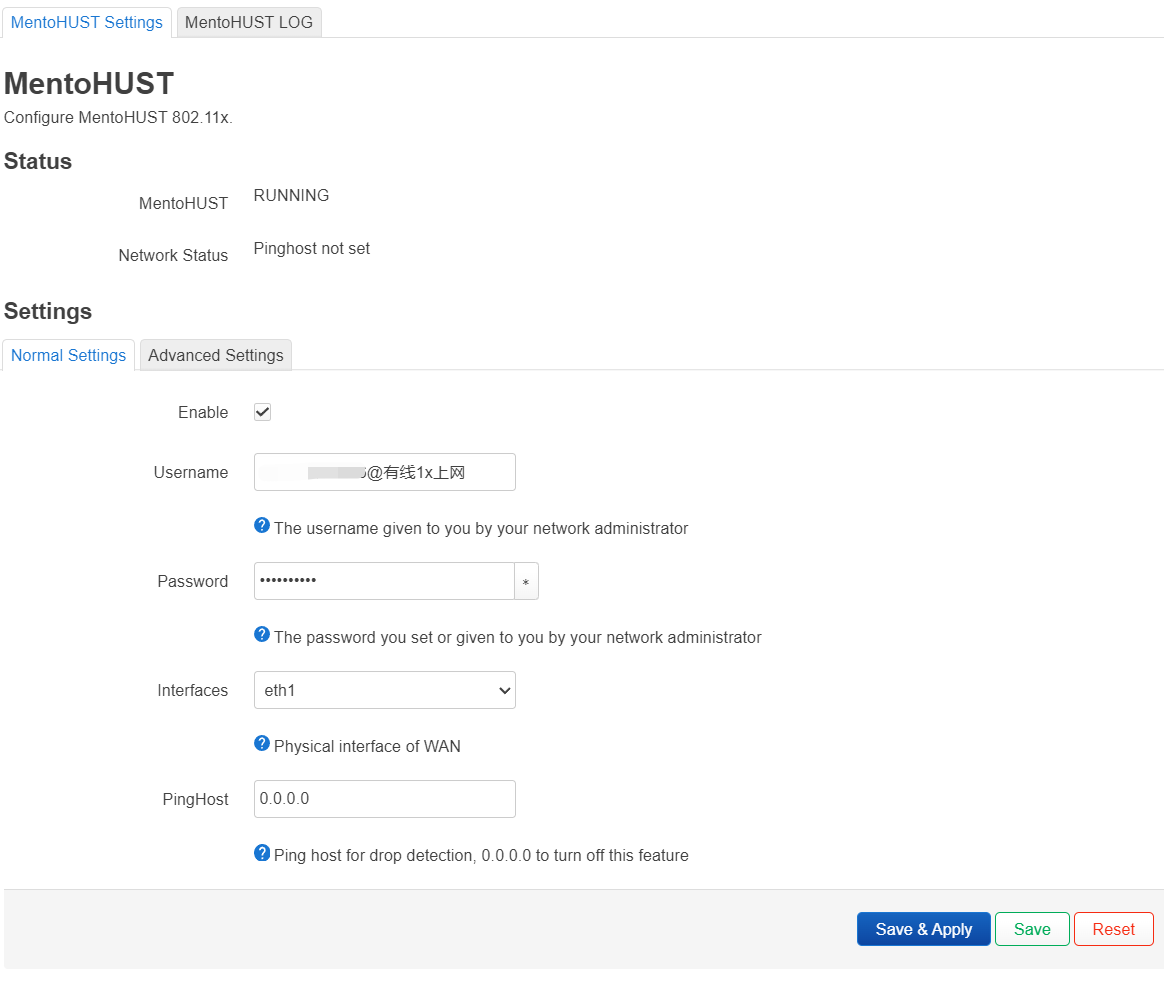 MentoHUST Settings MentoHUST LOG
MentoHUST
Configure MentoHUST 802.11x.
Status
MentoHUST RUNNING
Network Status Pinghost not set
Settings
Normal Settings Advanced Settings
Enable
Username @有线1x上网
The username given to you by your network administrator
Password •••••••••• *
The password you set or given to you by your network administrator
Interfaces eth1
Physical interface of WAN
PingHost 0.0.0.0
Ping host for drop detection, 0.0.0.0 to turn off this feature
Save & Apply Save Reset